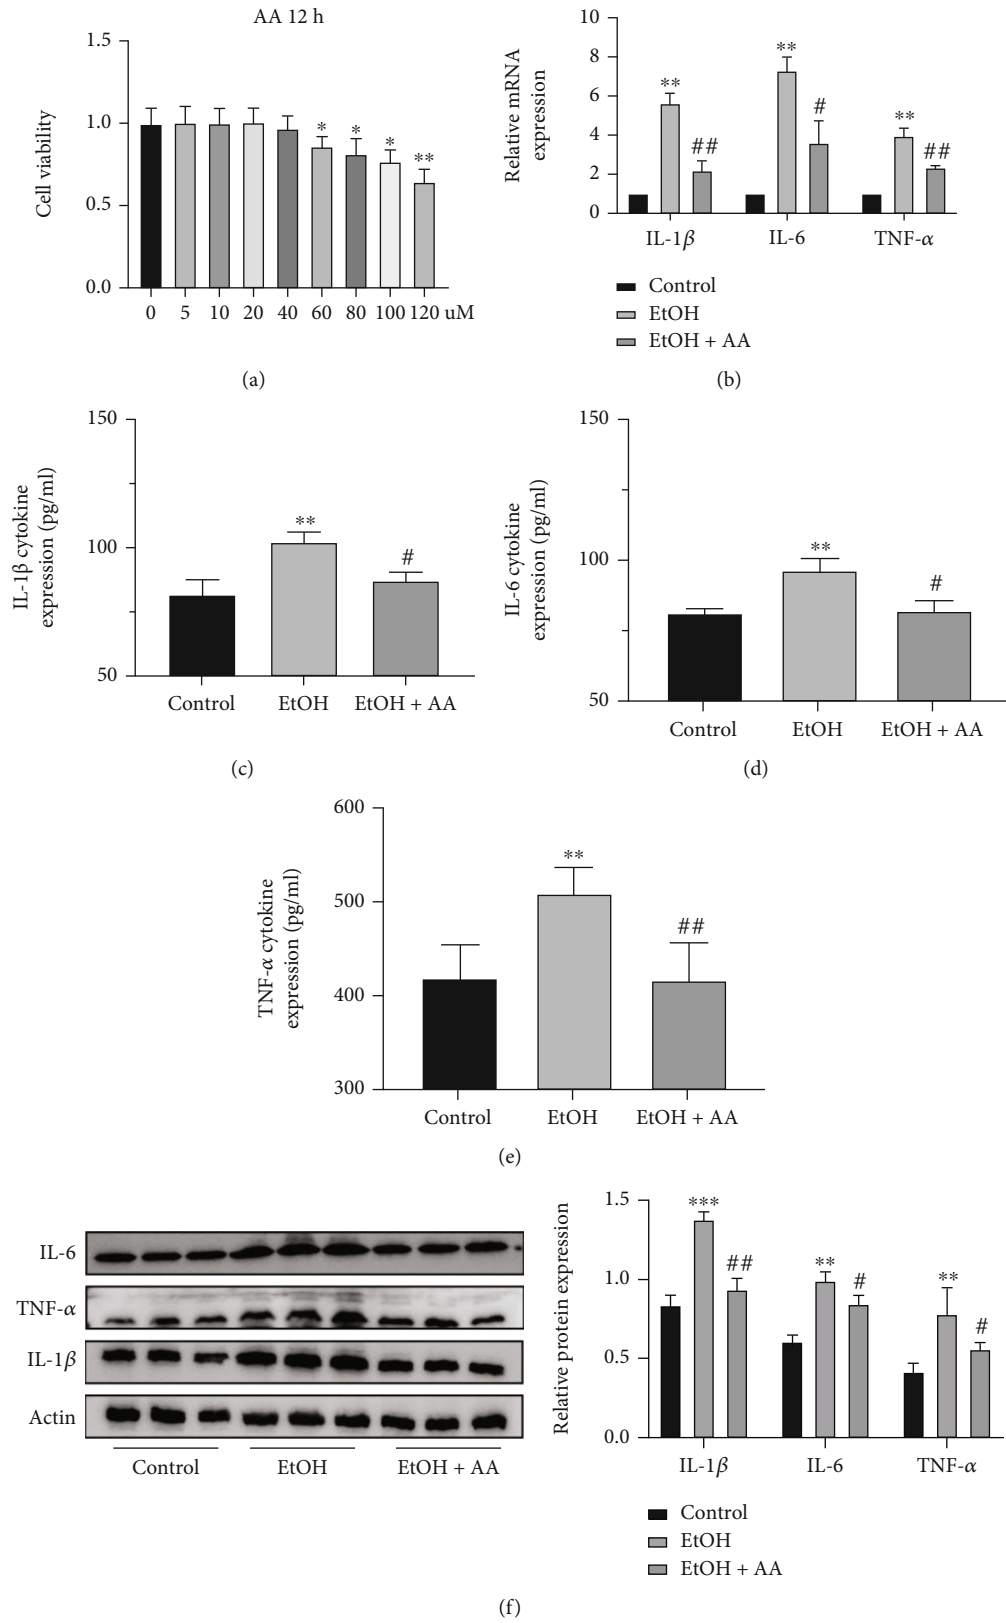 AA 12 h
Cell viability
1.5
1.0
0.5
0.0
* * * **
0 5 10 20 40 60 80 100 120 uM
(a)
Relative mRNA
expression
10
8
6
4
2
0
** ## ** # ** ##
IL-1β IL-6 TNF-α
Control
EtOH
EtOH + AA
(b)
IL-1β cytokine
expression (pg/ml)
150
100
50
** #
Control EtOH EtOH + AA
(c)
IL-6 cytokine
expression (pg/ml)
150
100
50
** #
Control EtOH EtOH + AA
(d)
TNF-α cytokine
expression (pg/ml)
600
500
400
300
** ##
Control EtOH EtOH + AA
(e)
IL-6
TNF-α
IL-1β
Actin
Control EtOH EtOH + AA
Relative protein expression
1.5
1.0
0.5
0.0
*** ## ** # ** #
IL-1β IL-6 TNF-α
Control
EtOH
EtOH + AA
(f)